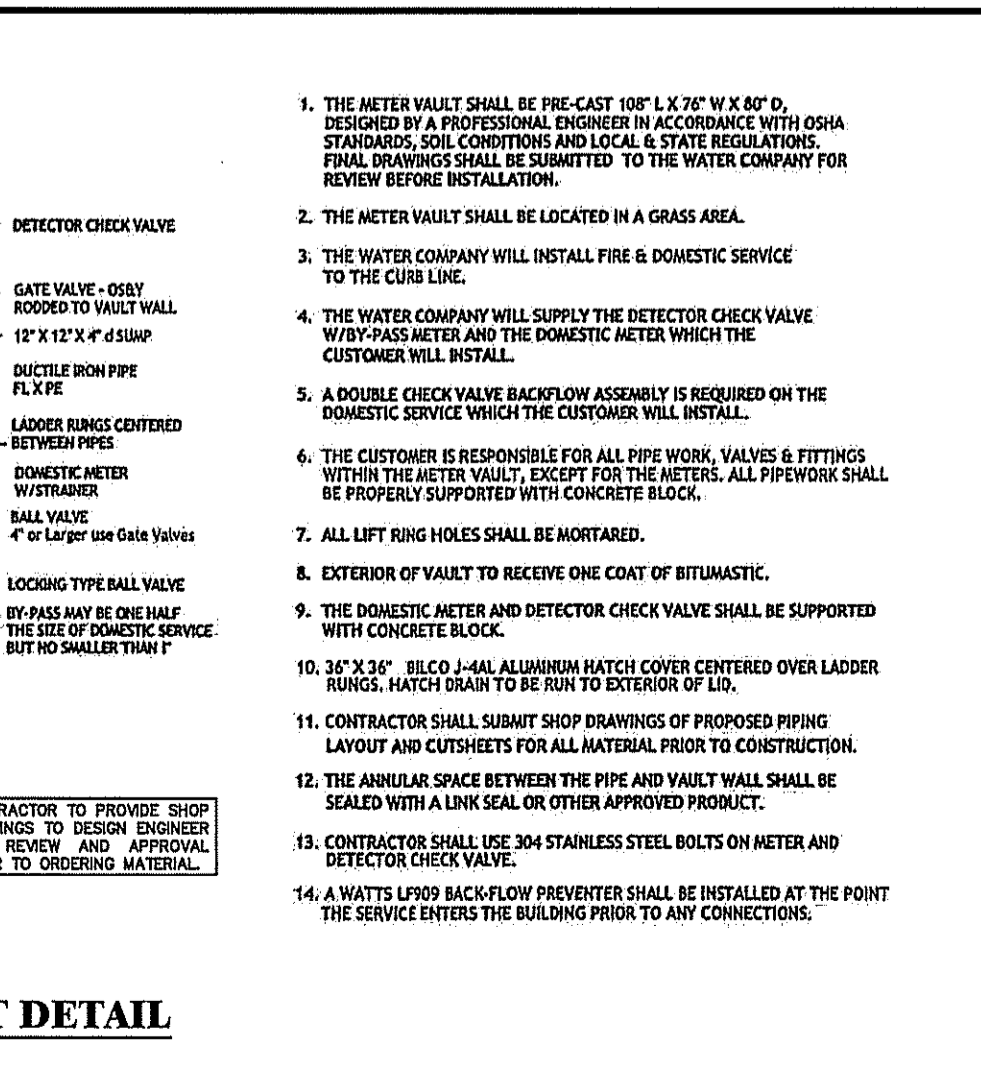 DETECTOR CHECK VALVE
GATE VALVE - OS&Y
RODDED TO VAULT WALL
12" X 12" X 4" d SUMP
DUCTILE IRON PIPE
FL X PE
LADDER RUNGS CENTERED
BETWEEN PIPES
DOMESTIC METER
W/STRAINER
BALL VALVE
4" or Larger use Gate Valves
LOCKING TYPE BALL VALVE
BY-PASS MAY BE ONE HALF
THE SIZE OF DOMESTIC SERVICE
BUT NO SMALLER THAN 1"
RACTOR TO PROVIDE SHOP
INGS TO DESIGN ENGINEER
REVIEW AND APPROVAL
TO ORDERING MATERIAL.
1. THE METER VAULT SHALL BE PRE-CAST 108" L X 76" W X 80" D,
DESIGNED BY A PROFESSIONAL ENGINEER IN ACCORDANCE WITH OSHA
STANDARDS, SOIL CONDITIONS AND LOCAL & STATE REGULATIONS.
FINAL DRAWINGS SHALL BE SUBMITTED TO THE WATER COMPANY FOR
REVIEW BEFORE INSTALLATION.
2. THE METER VAULT SHALL BE LOCATED IN A GRASS AREA.
3. THE WATER COMPANY WILL INSTALL FIRE & DOMESTIC SERVICE
TO THE CURB LINE.
4. THE WATER COMPANY WILL SUPPLY THE DETECTOR CHECK VALVE
W/BY-PASS METER AND THE DOMESTIC METER WHICH THE
CUSTOMER WILL INSTALL.
5. A DOUBLE CHECK VALVE BACKFLOW ASSEMBLY IS REQUIRED ON THE
DOMESTIC SERVICE WHICH THE CUSTOMER WILL INSTALL.
6. THE CUSTOMER IS RESPONSIBLE FOR ALL PIPE WORK, VALVES & FITTINGS
WITHIN THE METER VAULT, EXCEPT FOR THE METERS. ALL PIPEWORK SHALL
BE PROPERLY SUPPORTED WITH CONCRETE BLOCK.
7. ALL LIFT RING HOLES SHALL BE MORTARED.
8. EXTERIOR OF VAULT TO RECEIVE ONE COAT OF BITUMASTIC.
9. THE DOMESTIC METER AND DETECTOR CHECK VALVE SHALL BE SUPPORTED
WITH CONCRETE BLOCK.
10. 36" X 36" BILCO J-4AL ALUMINUM HATCH COVER CENTERED OVER LADDER
RUNGS. HATCH DRAIN TO BE RUN TO EXTERIOR OF LID.
11. CONTRACTOR SHALL SUBMIT SHOP DRAWINGS OF PROPOSED PIPING
LAYOUT AND CUTSHEETS FOR ALL MATERIAL PRIOR TO CONSTRUCTION.
12. THE ANNULAR SPACE BETWEEN THE PIPE AND VAULT WALL SHALL BE
SEALED WITH A LINK SEAL OR OTHER APPROVED PRODUCT.
13. CONTRACTOR SHALL USE 304 STAINLESS STEEL BOLTS ON METER AND
DETECTOR CHECK VALVE.
14. A WATTS LF909 BACK-FLOW PREVENTER SHALL BE INSTALLED AT THE POINT
THE SERVICE ENTERS THE BUILDING PRIOR TO ANY CONNECTIONS.
T DETAIL